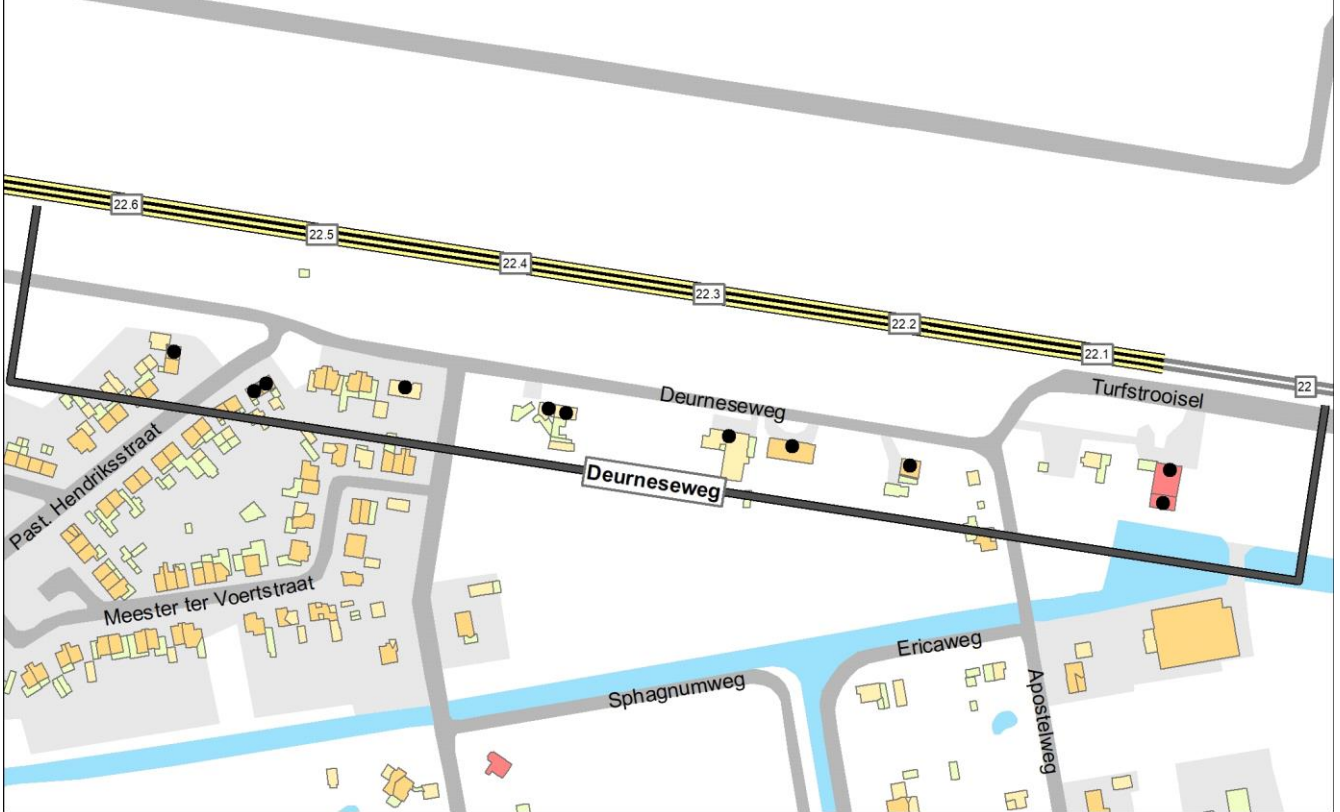 22.6
22.5
22.4
22.3
22.2
22.1
22
Turfstrooisel
Deurneseweg
Past. Hendriksstraat
Deurneseweg
Meester ter Voertstraat
Ericaweg
Sphagnumweg
Apostelweg